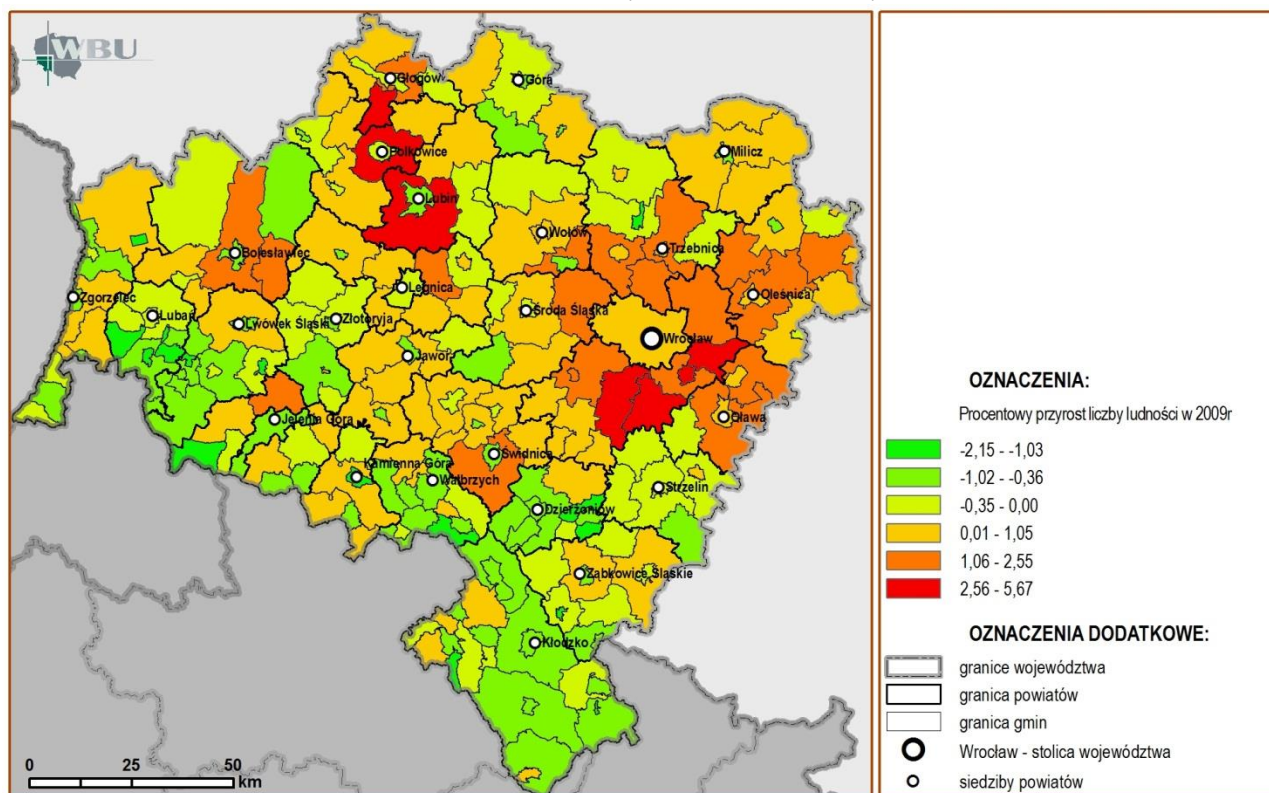 WBU
Głogów
Góra
Polkowice
Milicz
Lubin
Wołów
Trzebnica
Bolesławiec
Legnica
Oleśnica
Zgorzelec
Lubań
Lwówek Śląski
Złotoryja
Środa Śląska
Wrocław
Jawor
Jelenia Góra
Oława
Kamienna Góra
Świdnica
Wałbrzych
Strzelin
Dzierżoniów
Ząbkowice Śląskie
Kłodzko
0 25 50
km
OZNACZENIA:
Procentowy przyrost liczby ludności w 2009r
-2,15 - -1,03
-1,02 - -0,36
-0,35 - 0,00
0,01 - 1,05
1,06 - 2,55
2,56 - 5,67
OZNACZENIA DODATKOWE:
granice województwa
granica powiatów
granica gmin
Wrocław - stolica województwa
siedziby powiatów